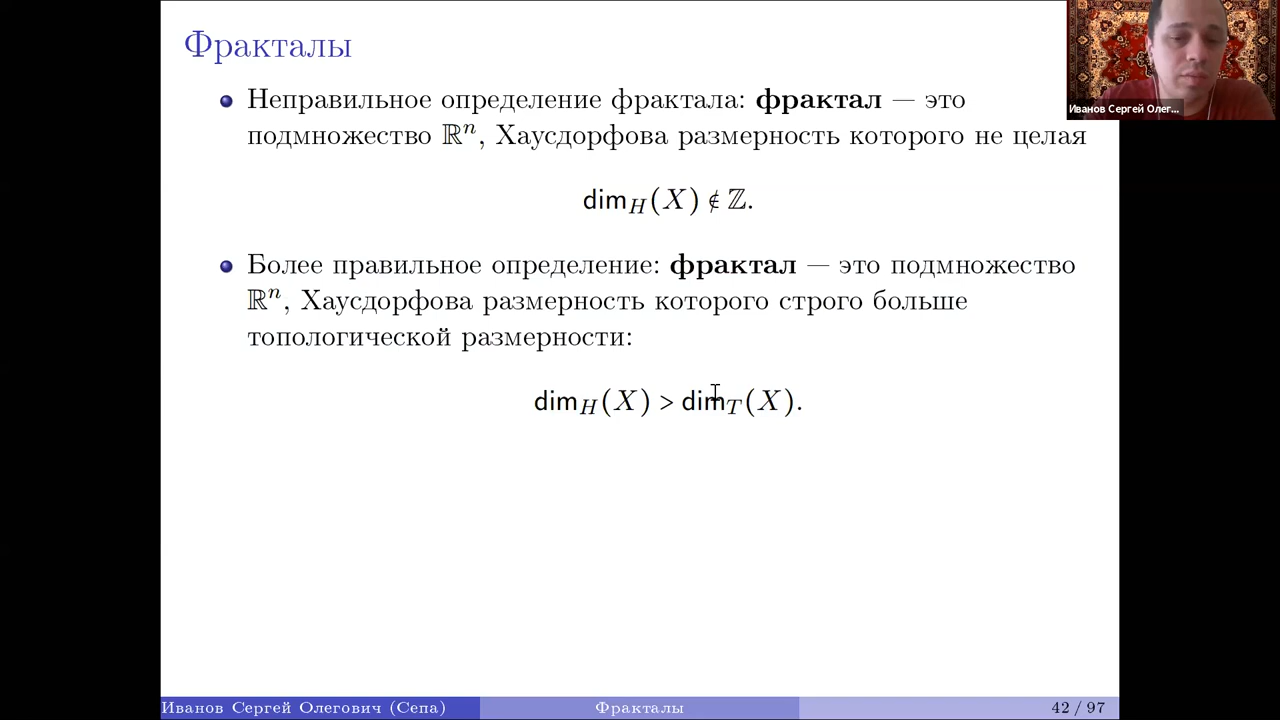 Фракталы
Неправильное определение фрактала: фрактал — это
подмножество ℝⁿ, Хаусдорфова размерность которого не целая
dim_H(X) ∉ ℤ.
Более правильное определение: фрактал — это подмножество
ℝⁿ, Хаусдорфова размерность которого строго больше
топологической размерности:
dim_H(X) > dim_T(X).
Иванов Сергей Олег...
Иванов Сергей Олегович (Сепа)
Фракталы
42 / 97